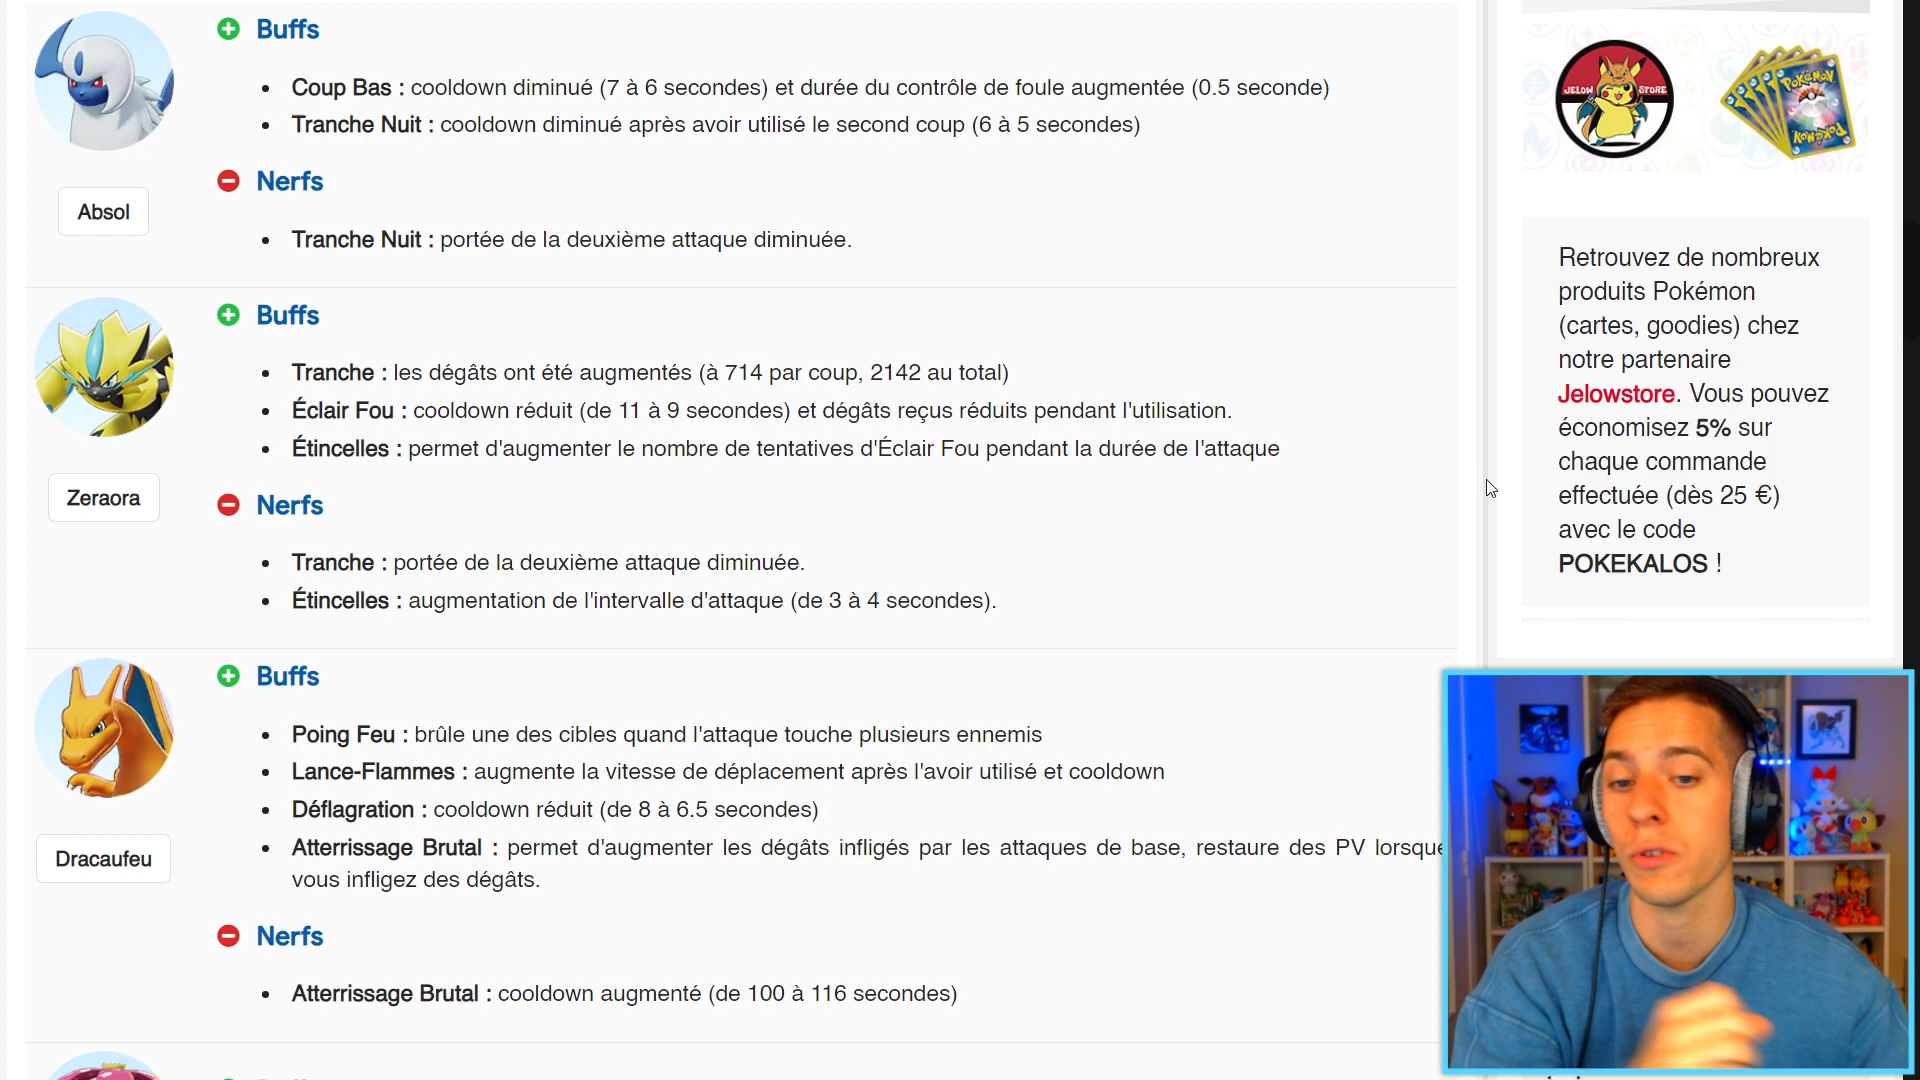 Buffs
Coup Bas : cooldown diminué (7 à 6 secondes) et durée du contrôle de foule augmentée (0.5 seconde)
Tranche Nuit : cooldown diminué après avoir utilisé le second coup (6 à 5 secondes)
Nerfs
Absol
Tranche Nuit : portée de la deuxième attaque diminuée.
Buffs
Tranche : les dégâts ont été augmentés (à 714 par coup, 2142 au total)
Éclair Fou : cooldown réduit (de 11 à 9 secondes) et dégâts reçus réduits pendant l'utilisation.
Étincelles : permet d'augmenter le nombre de tentatives d'Éclair Fou pendant la durée de l'attaque
Zeraora
Nerfs
Tranche : portée de la deuxième attaque diminuée.
Étincelles : augmentation de l'intervalle d'attaque (de 3 à 4 secondes).
Buffs
Poing Feu : brûle une des cibles quand l'attaque touche plusieurs ennemis
Lance-Flammes : augmente la vitesse de déplacement après l'avoir utilisé et cooldown
Déflagration : cooldown réduit (de 8 à 6.5 secondes)
Atterrissage Brutal : permet d'augmenter les dégâts infligés par les attaques de base, restaure des PV lorsque
vous infligez des dégâts.
Dracaufeu
Nerfs
Atterrissage Brutal : cooldown augmenté (de 100 à 116 secondes)
JELOW STORE
POKÉMON
POKÉMON
Retrouvez de nombreux
produits Pokémon
(cartes, goodies) chez
notre partenaire
Jelowstore. Vous pouvez
économisez 5% sur
chaque commande
effectuée (dès 25 €)
avec le code
POKEKALOS !